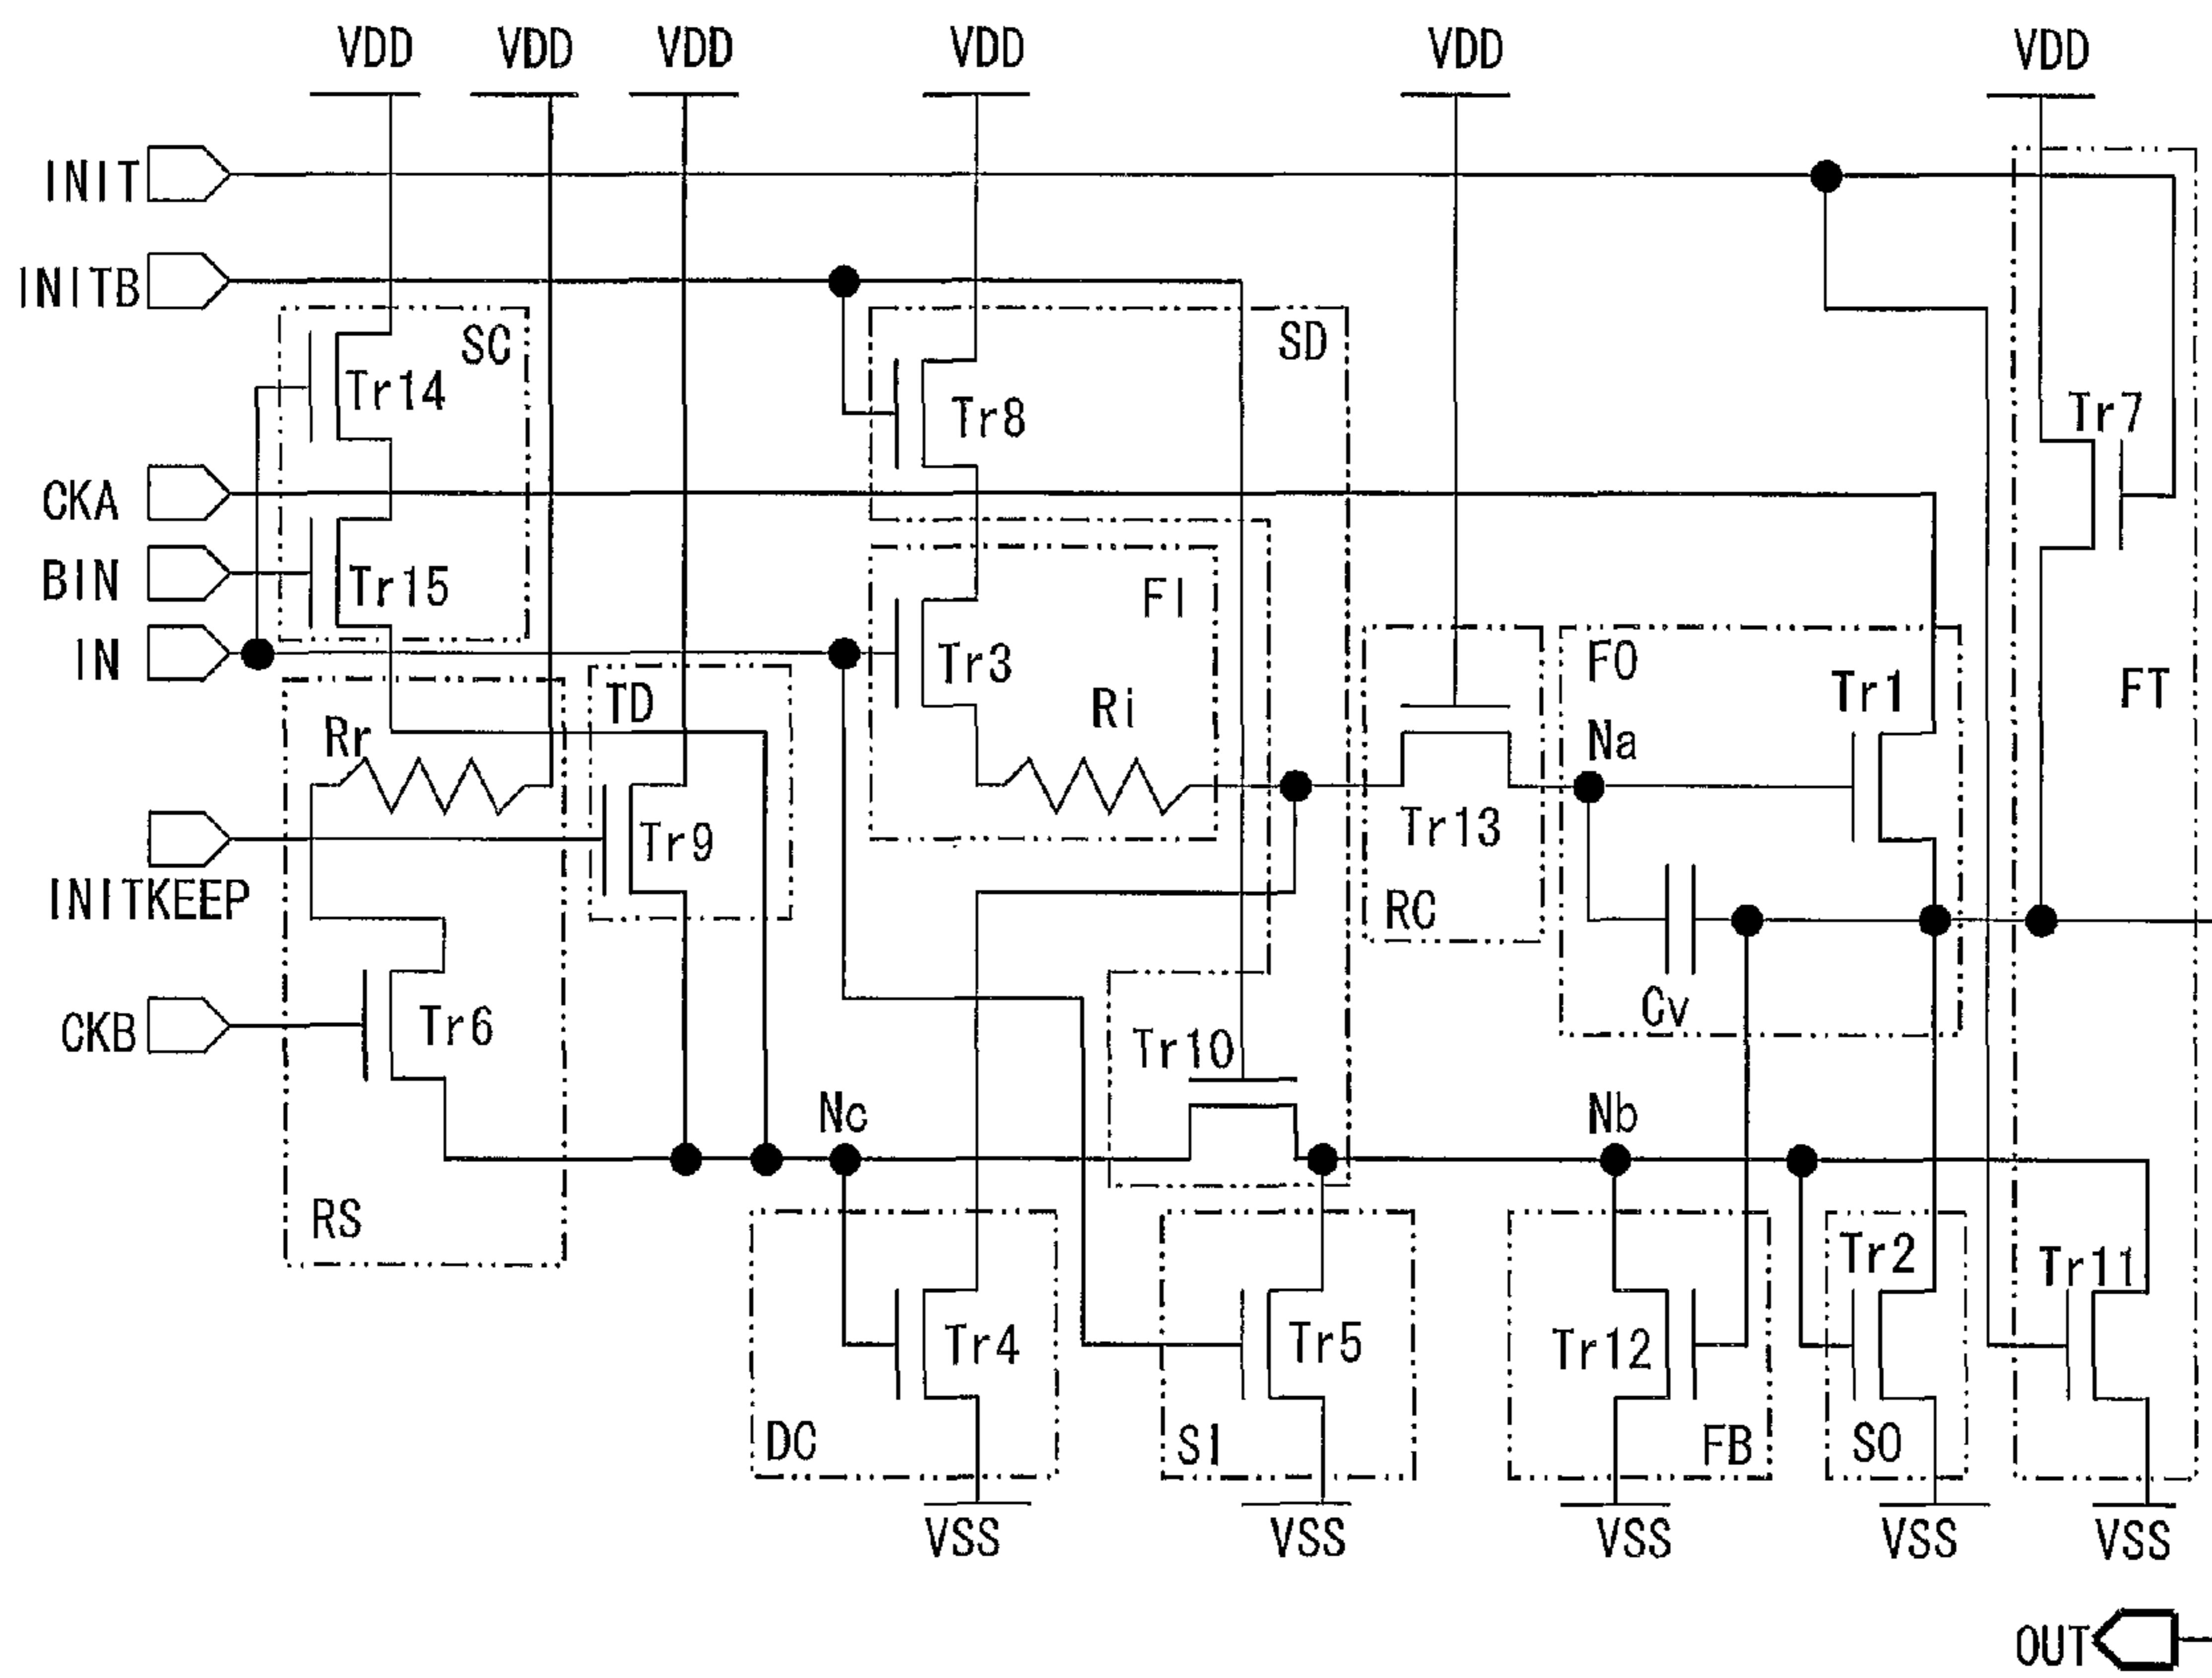 VDD VDD VDD VDD VDD VDD
INIT
INITB
SC
SD
Tr14
Tr8
Tr7
CKA
BIN
Tr15
FI
IN
Tr3
FO
TD
Tr1
FT
Rr
Ri
Na
Tr9
Tr13
INITKEEP
RC
Cv
CKB
Tr6
Tr10
Nc
Nb
RS
Tr2
Tr11
Tr4
Tr5
Tr12
DC
SI
FB
SO
VSS VSS VSS VSS VSS
OUT